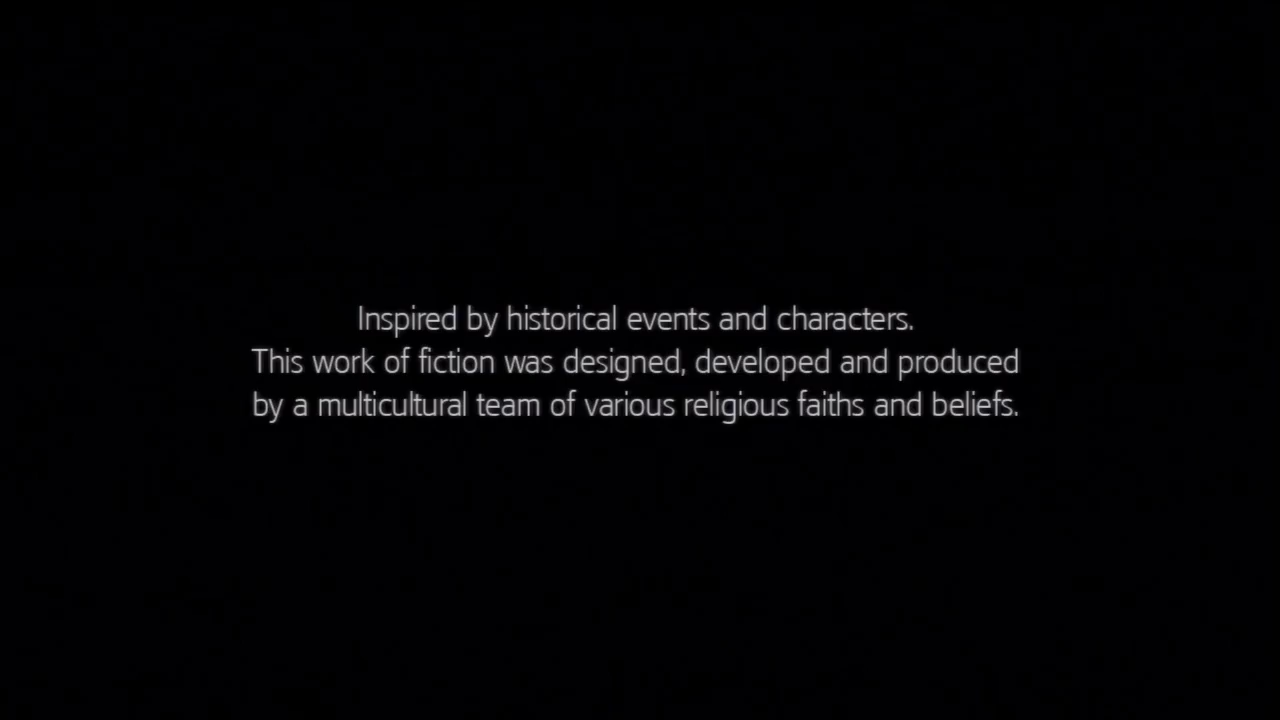 Inspired by historical events and characters.
This work of fiction was designed, developed and produced
by a multicultural team of various religious faiths and beliefs.